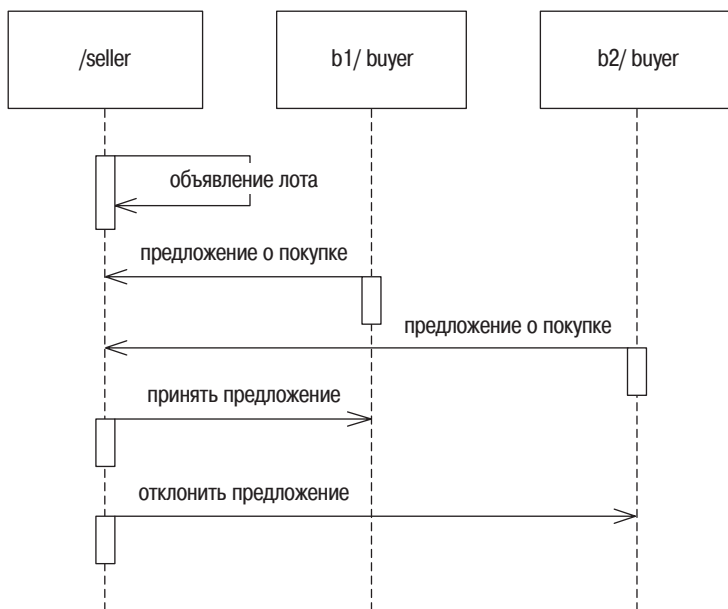 /seller
b1/ buyer
b2/ buyer
объявление лота
предложение о покупке
предложение о покупке
принять предложение
отклонить предложение